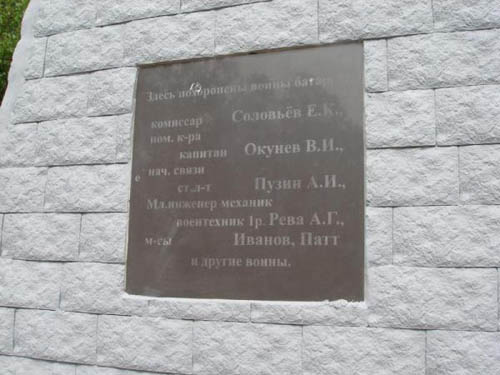 Здесь похоронены воины батареи
комиссар Соловьёв Е.К.,
пом. к-ра
капитан Окунев В.И.,
нач. связи
ст.л-т Пузин А.И.,
Мл.инженер механик
воентехник 1р. Рева А.Г.,
м-сы Иванов, Патт
и другие воины.